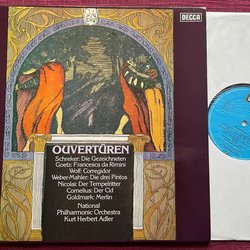 DECCA
OUVERTÜREN
Schreker: Die Gezeichneten
Goetz: Francesca da Rimini
Wolf: Corregidor
Weber-Mahler: Die drei Pintos
Nicolai: Der Tempelritter
Cornelius: Der Cid
Goldmark: Merlin
National
Philharmonic Orchestra
Kurt Herbert Adler